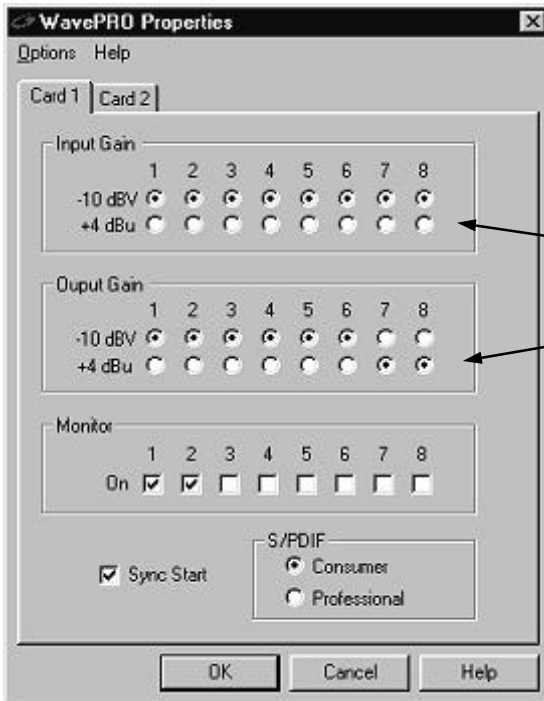 WavePRO Properties
Options Help
Card 1 Card 2
Input Gain
1 2 3 4 5 6 7 8
-10 dBV
+4 dBu
Ouput Gain
1 2 3 4 5 6 7 8
-10 dBV
+4 dBu
Monitor
1 2 3 4 5 6 7 8
On
Sync Start
S/PDIF
Consumer
Professional
OK Cancel Help